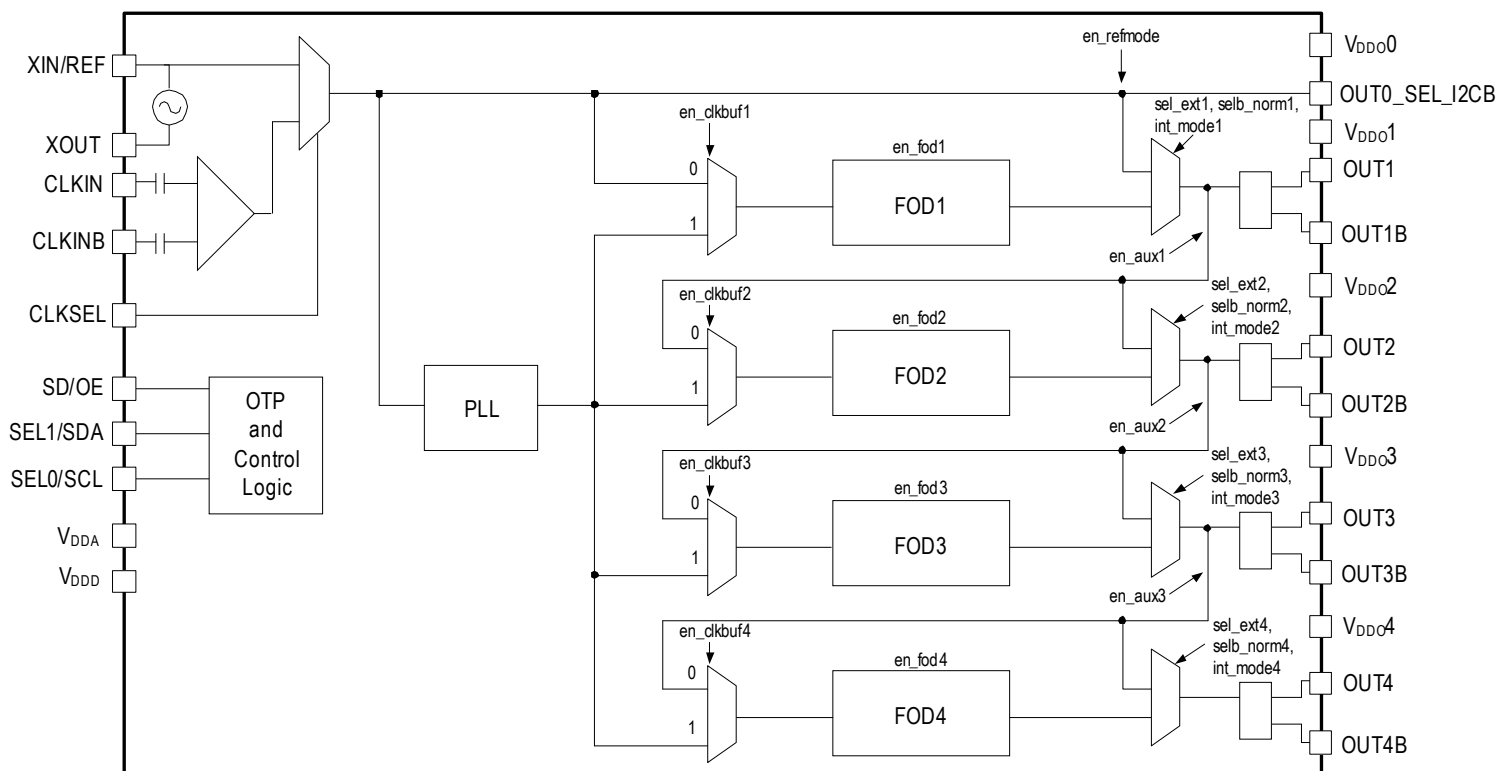 en_refmode
XIN/REF
XOUT
CLKIN
CLKINB
CLKSEL
SD/OE
SEL1/SDA
SEL0/SCL
VDDA
VDDD
OTP
and
Control
Logic
PLL
en_clkbuf1
0
1
en_fod1
FOD1
sel_ext1, selb_norm1,
int_mode1
en_aux1
en_clkbuf2
0
1
en_fod2
FOD2
sel_ext2,
selb_norm2,
int_mode2
en_aux2
en_clkbuf3
0
1
en_fod3
FOD3
sel_ext3,
selb_norm3,
int_mode3
en_aux3
en_clkbuf4
0
1
en_fod4
FOD4
sel_ext4,
selb_norm4,
int_mode4
VDDO0
OUT0_SEL_I2CB
VDDO1
OUT1
OUT1B
VDDO2
OUT2
OUT2B
VDDO3
OUT3
OUT3B
VDDO4
OUT4
OUT4B